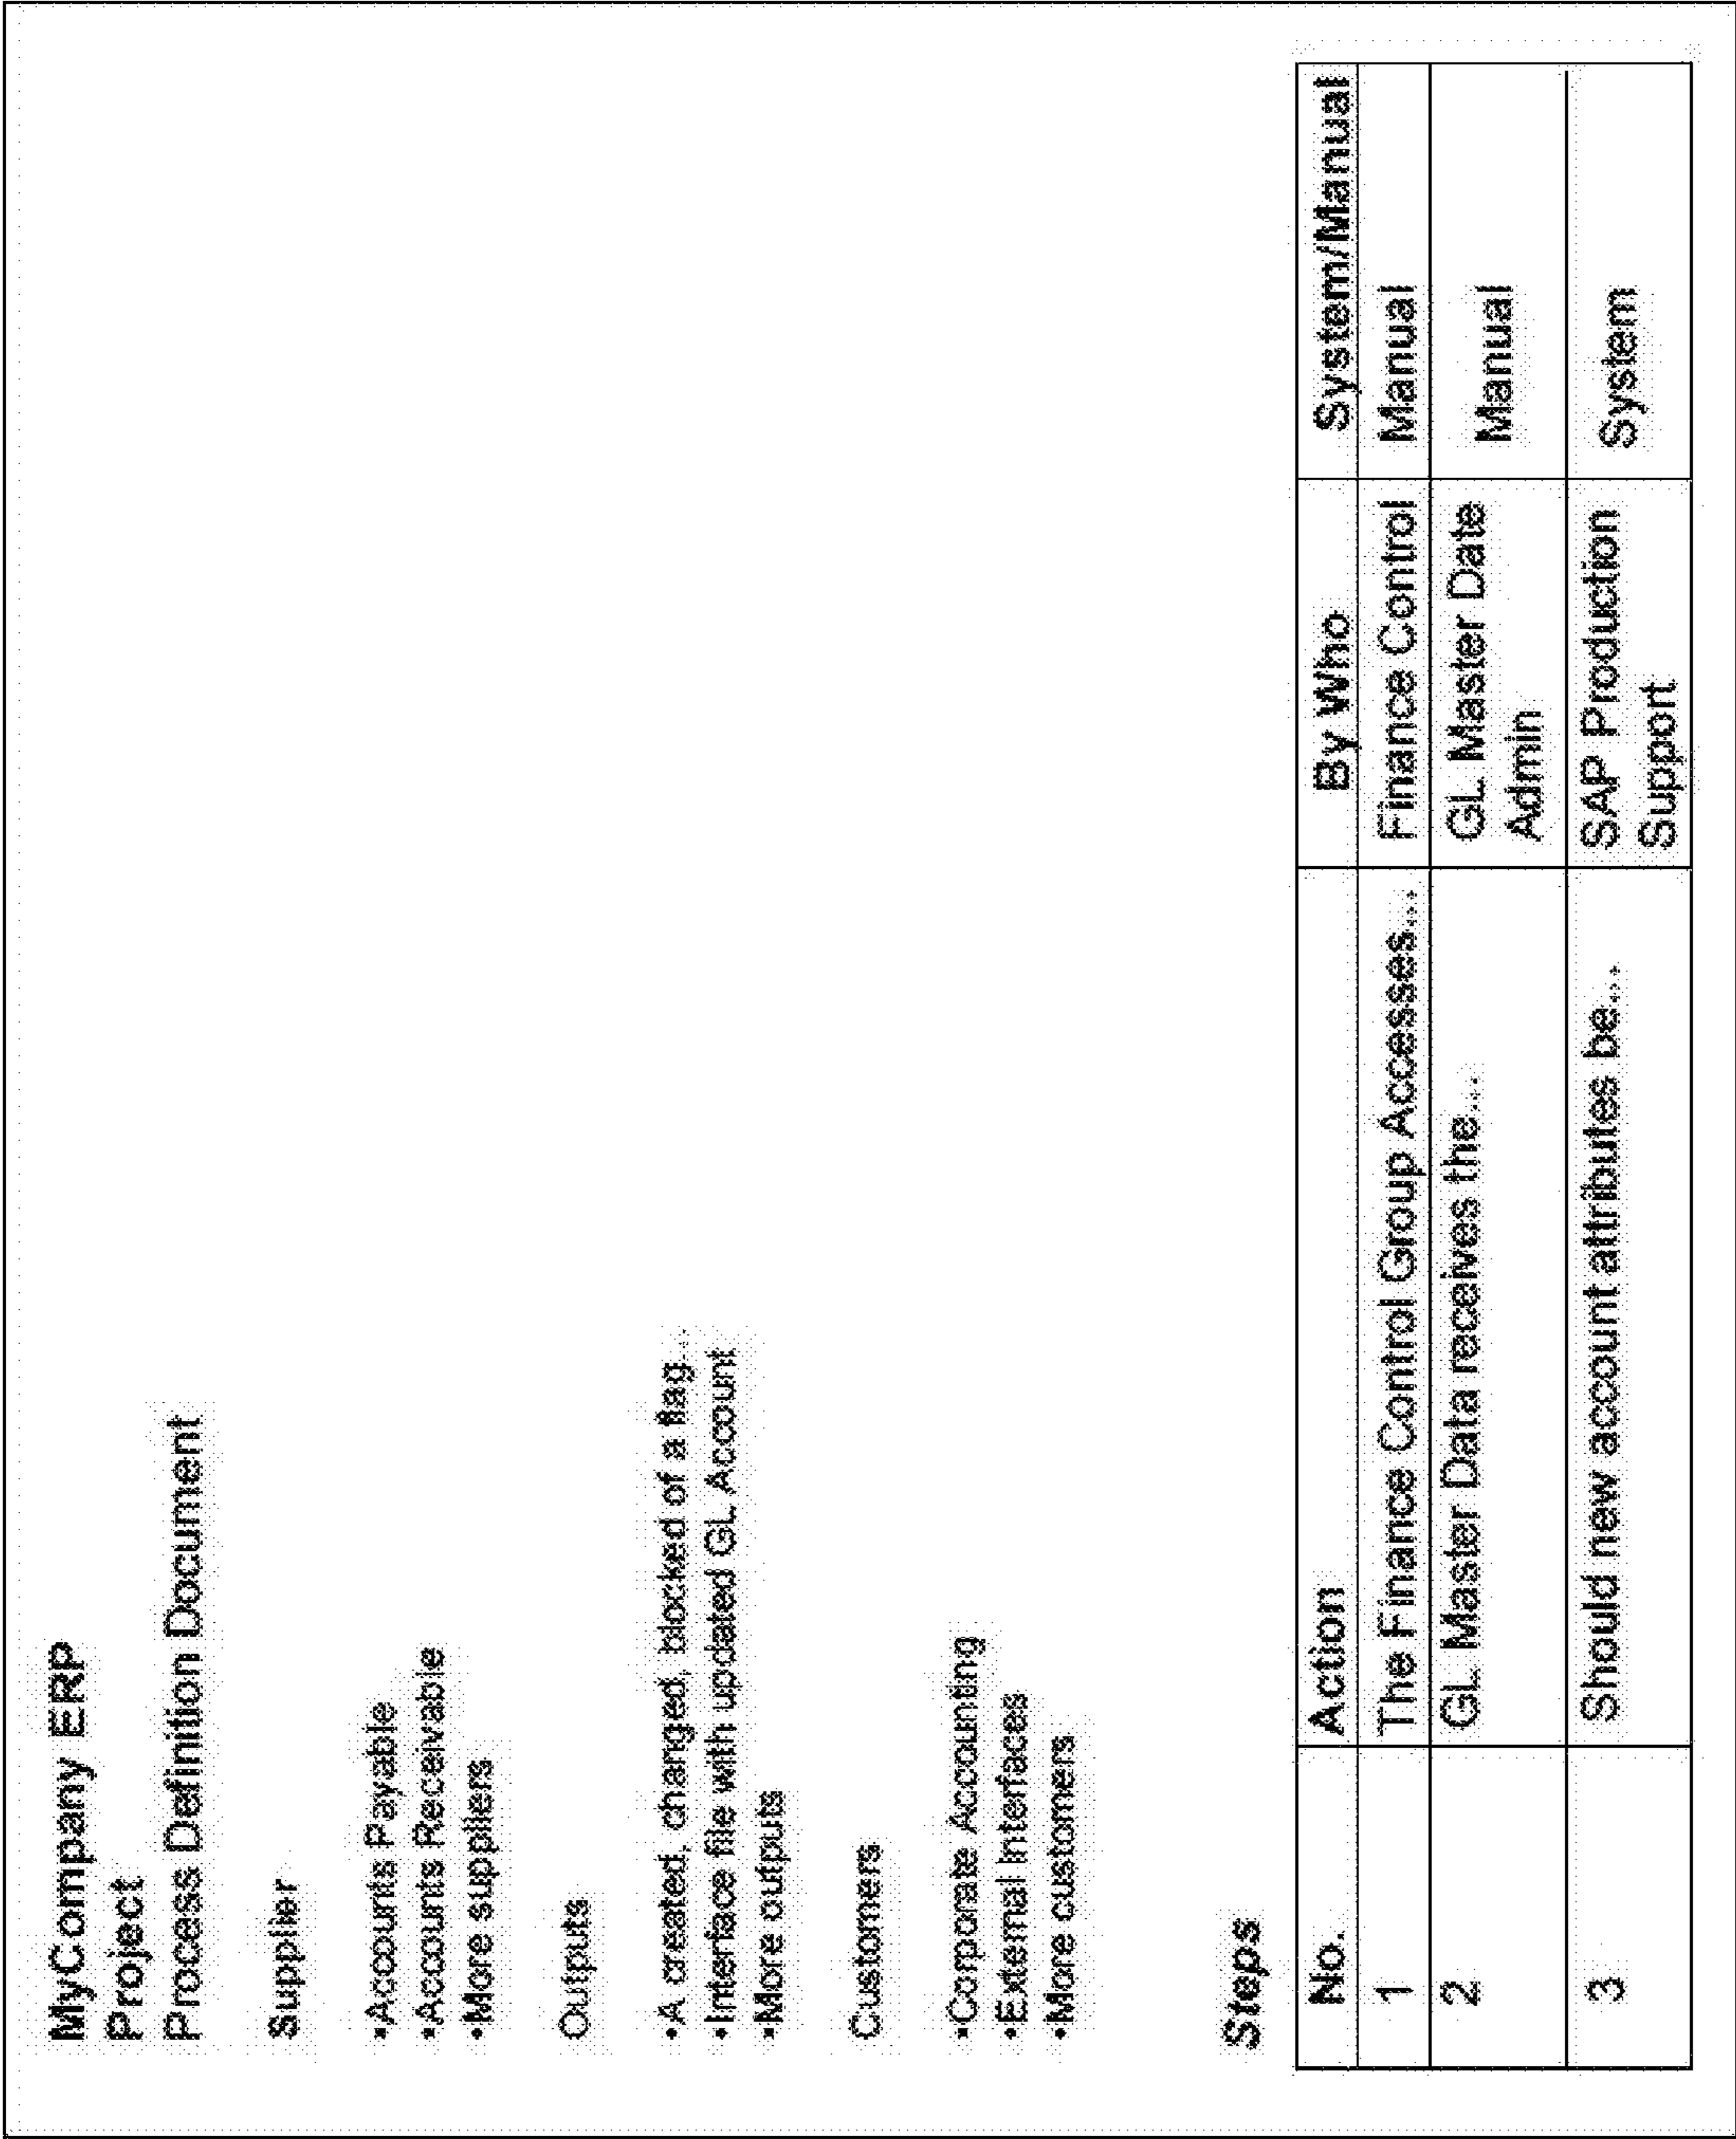 MyCompany ERP
Project
Process Definition Document
Supplier
•Accounts Payable
•Accounts Receivable
•More suppliers
Outputs
•A created, changed, blocked of a flag...
•Interface file with updated GL Account
•More outputs
Customers
•Corporate Accounting
•External Interfaces
•More customers
Steps
No. Action By Who System/Manual
1 The Finance Control Group Accesses... Finance Control Manual
2 GL Master Data receives the... GL Master Date Manual
Admin
3 Should new account attributes be... SAP Production System
Support